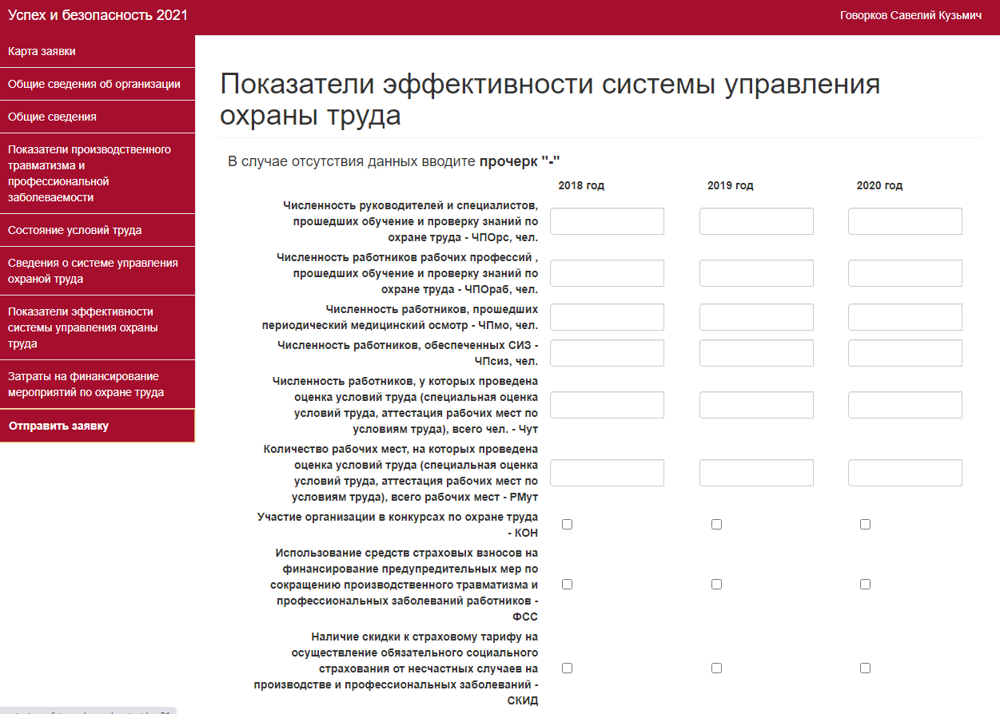 Успех и безопасность 2021
Говорков Савелий Кузьмич
Карта заявки
Общие сведения об организации
Общие сведения
Показатели производственного
травматизма и
профессиональной
заболеваемости
Состояние условий труда
Сведения о системе управления
охраной труда
Показатели эффективности
системы управления охраны
труда
Затраты на финансирование
мероприятий по охране труда
Отправить заявку
Показатели эффективности системы управления
охраны труда
В случае отсутствия данных вводите прочерк "-"
2018 год 2019 год 2020 год
Численность руководителей и специалистов,
прошедших обучение и проверку знаний по
охране труда - ЧПОрс, чел.
Численность работников рабочих профессий ,
прошедших обучение и проверку знаний по
охране труда - ЧПОраб, чел.
Численность работников, прошедших
периодический медицинский осмотр - ЧПмо, чел.
Численность работников, обеспеченных СИЗ -
ЧПсиз, чел.
Численность работников, у которых проведена
оценка условий труда (специальная оценка
условий труда, аттестация рабочих мест по
условиям труда), всего чел. - Чут
Количество рабочих мест, на которых проведена
оценка условий труда (специальная оценка
условий труда, аттестация рабочих мест по
условиям труда), всего рабочих мест - РМут
Участие организации в конкурсах по охране труда
- КОН
Использование средств страховых взносов на
финансирование предупредительных мер по
сокращению производственного травматизма и
профессиональных заболеваний работников -
ФСС
Наличие скидки к страховому тарифу на
осуществление обязательного социального
страхования от несчастных случаев на
производстве и профессиональных заболеваний -
СКИД